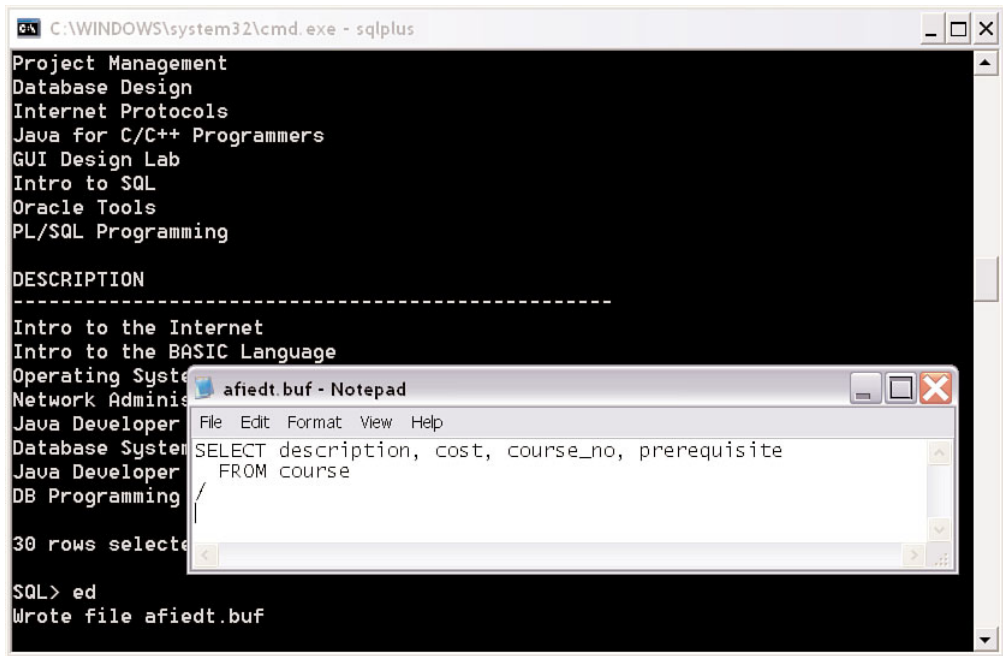 C:\WINDOWS\system32\cmd.exe - sqlplus
Project Management
Database Design
Internet Protocols
Java for C/C++ Programmers
GUI Design Lab
Intro to SQL
Oracle Tools
PL/SQL Programming
DESCRIPTION
--------------------------------------------------
Intro to the Internet
Intro to the BASIC Language
Operating Syste
Network Adminis
Java Developer
Database System
Java Developer
DB Programming
30 rows selecte
afiedt.buf - Notepad
File Edit Format View Help
SELECT description, cost, course_no, prerequisite
FROM course
/
SQL> ed
Wrote file afiedt.buf